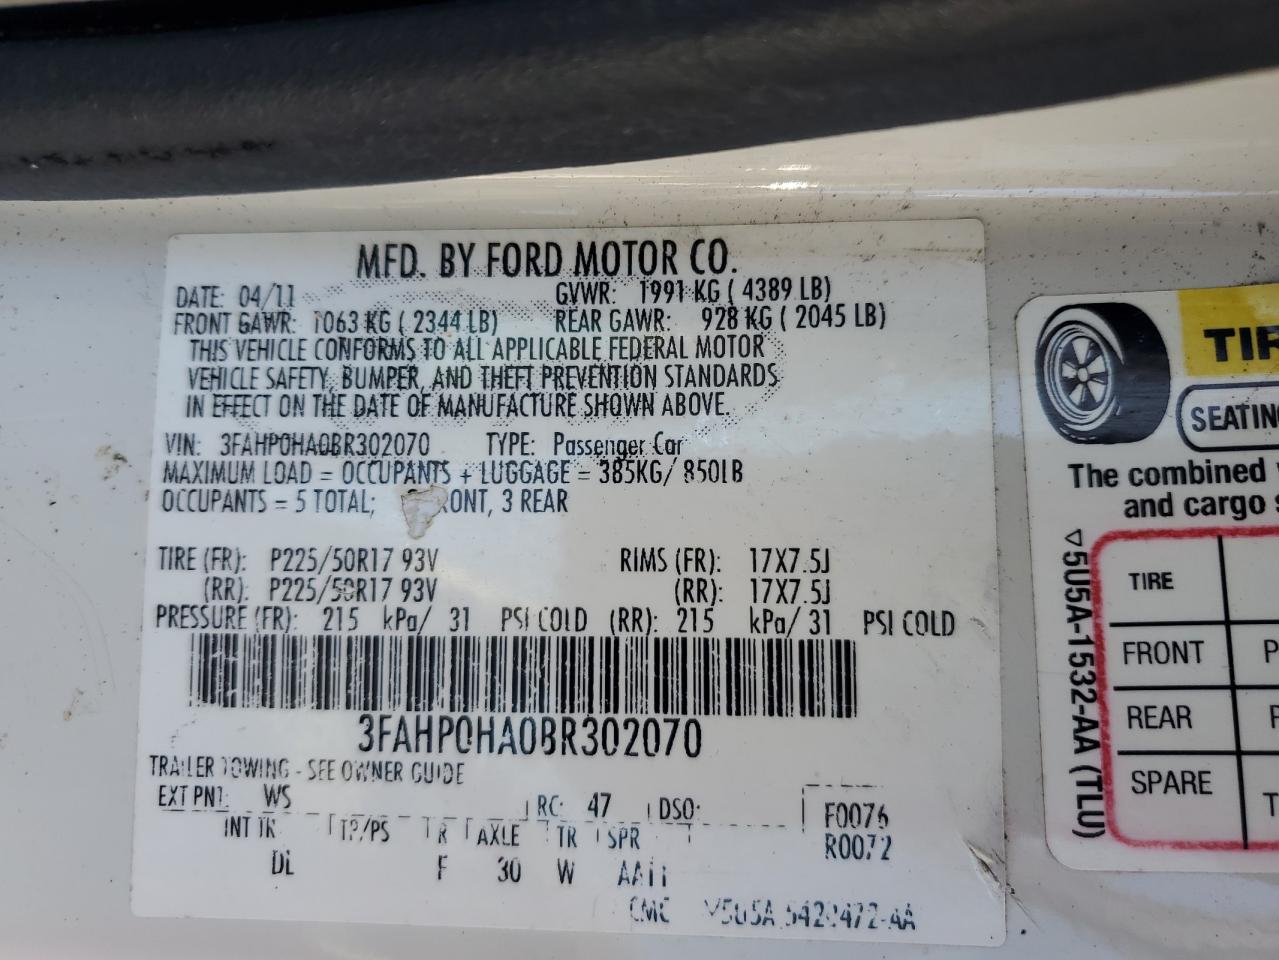 MFD. BY FORD MOTOR CO.
DATE: 04/11 GVWR: 1991 KG ( 4389 LB)
FRONT GAWR: 1063 KG ( 2344 LB) REAR GAWR: 928 KG ( 2045 LB)
THIS VEHICLE CONFORMS TO ALL APPLICABLE FEDERAL MOTOR
VEHICLE SAFETY, BUMPER, AND THEFT PREVENTION STANDARDS
IN EFFECT ON THE DATE OF MANUFACTURE SHOWN ABOVE.
VIN: 3FAHP0HA0BR302070 TYPE: Passenger Car
MAXIMUM LOAD = OCCUPANTS + LUGGAGE = 385KG/ 850LB
OCCUPANTS = 5 TOTAL; RONT, 3 REAR
TIRE (FR): P225/50R17 93V RIMS (FR): 17X7.5J
(RR): P225/50R17 93V (RR): 17X7.5J
PRESSURE (FR): 215 kPa/ 31 PSI COLD (RR): 215 kPa/ 31 PSI COLD
3FAHP0HA0BR302070
TRAILER TOWING - SEE OWNER GUIDE
EXT PNT: WS RC: 47 DSO: F0076
INT TR TP/PS R AXLE TR SPR R0072
DL F 30 W
CMC
TIR
SEATIN
The combined
and cargo
▽5U5A-1532-AA (TLU)
TIRE
FRONT P
REAR
SPARE T